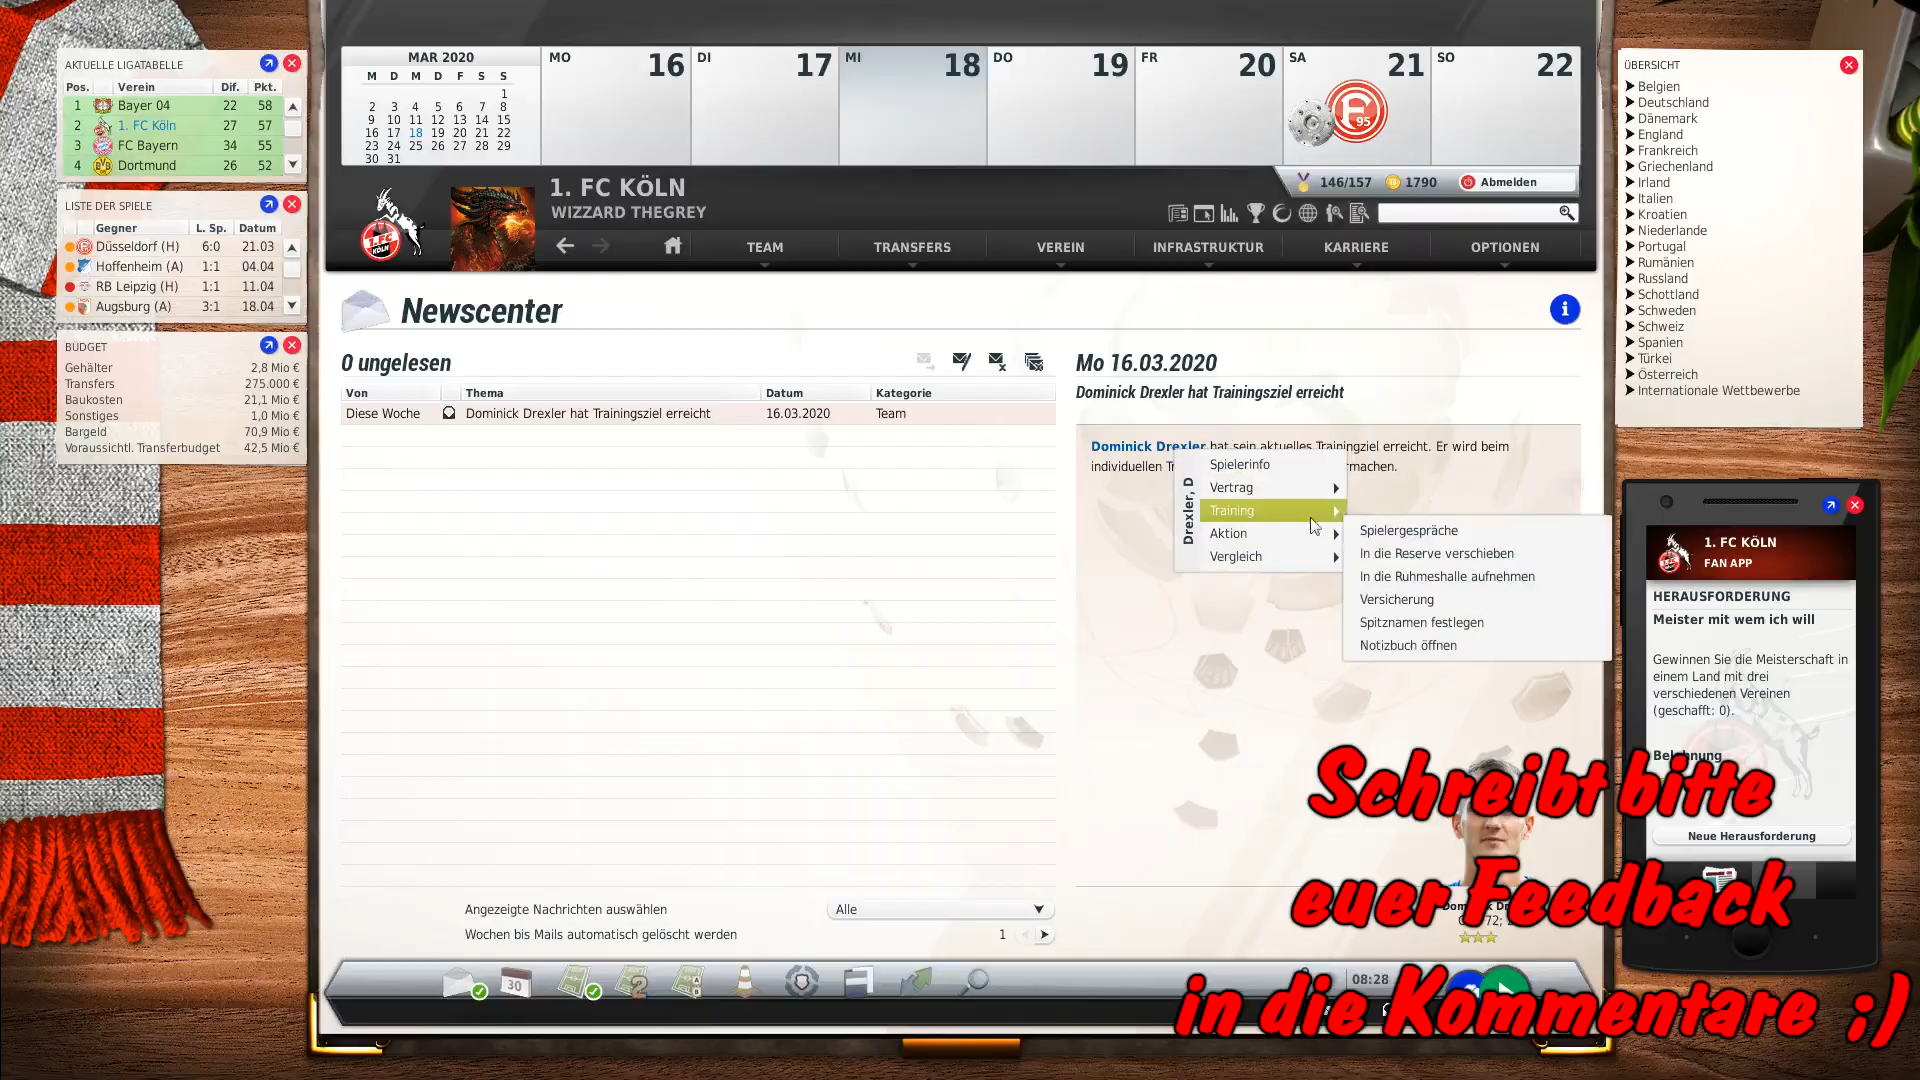 AKTUELLE LIGATABELLE
Pos. Verein Dif. Pkt.
1 Bayer 04 22 58
2 1. FC Köln 27 57
3 FC Bayern 34 55
4 Dortmund 26 52
LISTE DER SPIELE
Gegner L. Sp. Datum
Düsseldorf (H) 6:0 21.03
Hoffenheim (A) 1:1 04.04
RB Leipzig (H) 1:1 11.04
Augsburg (A) 3:1 18.04
BUDGET
Gehälter 2,8 Mio €
Transfers 275.000 €
Baukosten 21,1 Mio €
Sonstiges 1,0 Mio €
Bargeld 70,9 Mio €
Voraussichtl. Transferbudget 42,5 Mio €
MAR 2020
M D M D F S S
1
2 3 4 5 6 7 8
9 10 11 12 13 14 15
16 17 18 19 20 21 22
23 24 25 26 27 28 29
30 31
MO 16 DI 17 MI 18 DO 19 FR 20 SA 21 SO 22
F 95
1. FC KÖLN
WIZZARD THEGREY
146/157 1790 Abmelden
TEAM TRANSFERS VEREIN INFRASTRUKTUR KARRIERE OPTIONEN
Newscenter
0 ungelesen
Von Thema Datum Kategorie
Diese Woche Dominick Drexler hat Trainingsziel erreicht 16.03.2020 Team
Mo 16.03.2020
Dominick Drexler hat Trainingsziel erreicht
Dominick Drexler hat sein aktuelles Trainingziel erreicht. Er wird beim
individuellen
Drexler, D
Spielerinfo
Vertrag
Training
Aktion
Vergleich
Spielergespräche
In die Reserve verschieben
In die Ruhmeshalle aufnehmen
Versicherung
Spitznamen festlegen
Notizbuch öffnen
Angezeigte Nachrichten auswählen Alle
Wochen bis Mails automatisch gelöscht werden 1
30
2
08:28
ÜBERSICHT
Belgien
Deutschland
Dänemark
England
Frankreich
Griechenland
Irland
Italien
Kroatien
Niederlande
Portugal
Rumänien
Russland
Schottland
Schweden
Schweiz
Spanien
Türkei
Österreich
Internationale Wettbewerbe
1. FC KÖLN
FAN APP
HERAUSFORDERUNG
Meister mit wem ich will
Gewinnen Sie die Meisterschaft in
einem Land mit drei
verschiedenen Vereinen
(geschafft: 0).
Neue Herausforderung
Schreibt bitte
euer Feedback
in die Kommentare ;)